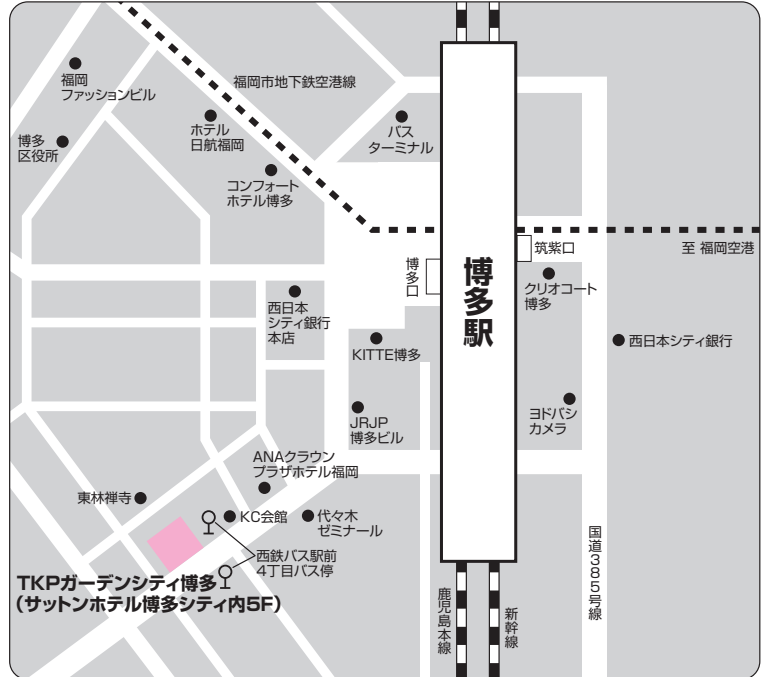 福岡
ファッションビル
福岡市地下鉄空港線
ホテル
日航福岡
バス
ターミナル
博多
区役所
コンフォート
ホテル博多
筑紫口
至 福岡空港
博多口
博多駅
クリオコート
博多
西日本
シティ銀行
本店
KITTE博多
西日本シティ銀行
JRJP
博多ビル
ヨドバシ
カメラ
ANAクラウン
プラザホテル福岡
東林禅寺
KC会館
代々木
ゼミナール
西鉄バス駅前
4丁目バス停
国道385号線
TKPガーデンシティ博多
（サットンホテル博多シティ内5F）
鹿児島本線
新幹線